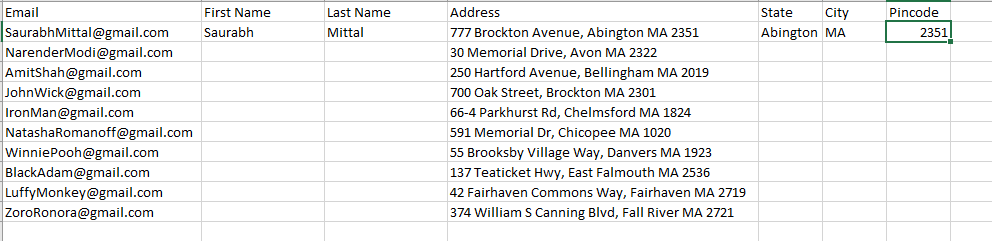 Email First Name Last Name Address State City Pincode
SaurabhMittal@gmail.com Saurabh Mittal 777 Brockton Avenue, Abington MA 2351 Abington MA 2351
NarenderModi@gmail.com 30 Memorial Drive, Avon MA 2322
AmitShah@gmail.com 250 Hartford Avenue, Bellingham MA 2019
JohnWick@gmail.com 700 Oak Street, Brockton MA 2301
IronMan@gmail.com 66-4 Parkhurst Rd, Chelmsford MA 1824
NatashaRomanoff@gmail.com 591 Memorial Dr, Chicopee MA 1020
WinniePooh@gmail.com 55 Brooksby Village Way, Danvers MA 1923
BlackAdam@gmail.com 137 Teaticket Hwy, East Falmouth MA 2536
LuffyMonkey@gmail.com 42 Fairhaven Commons Way, Fairhaven MA 2719
ZoroRonora@gmail.com 374 William S Canning Blvd, Fall River MA 2721